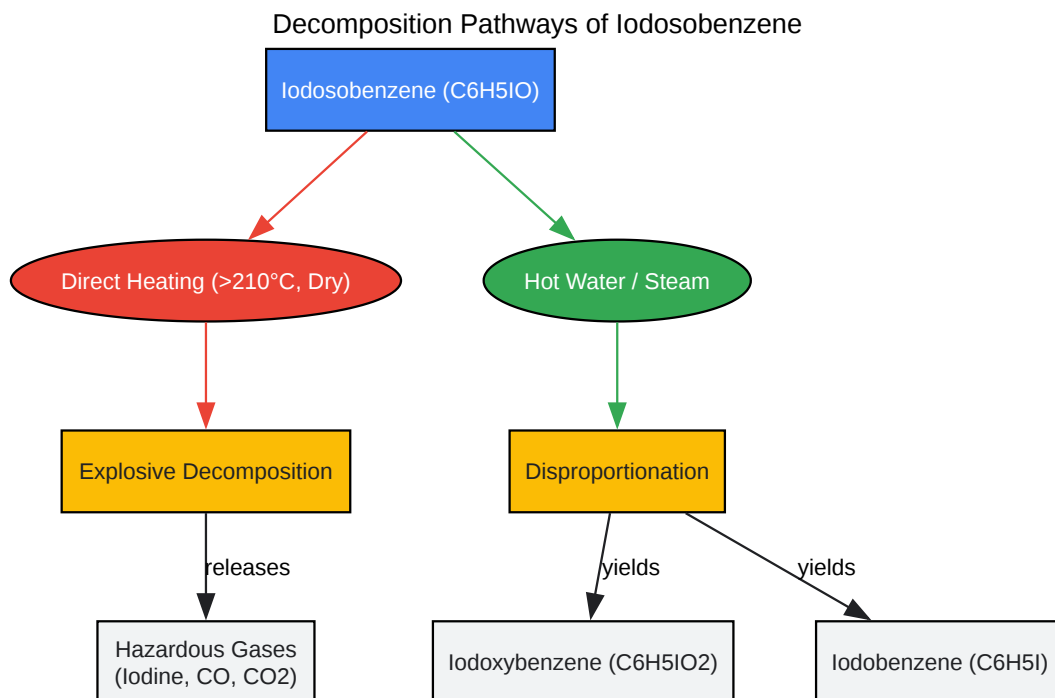 Decomposition Pathways of Iodosobenzene
Iodosobenzene (C6H5IO)
Direct Heating (>210°C, Dry)
Hot Water / Steam
Explosive Decomposition
Disproportionation
releases
yields
yields
Hazardous Gases
(Iodine, CO, CO2)
Iodoxybenzene (C6H5IO2)
Iodobenzene (C6H5I)